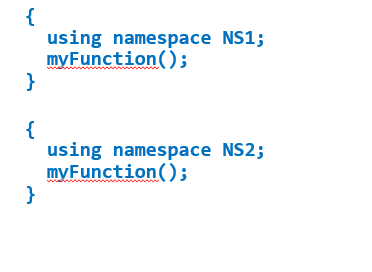 {
using namespace NS1;
myFunction();
}
{
using namespace NS2;
myFunction();
}